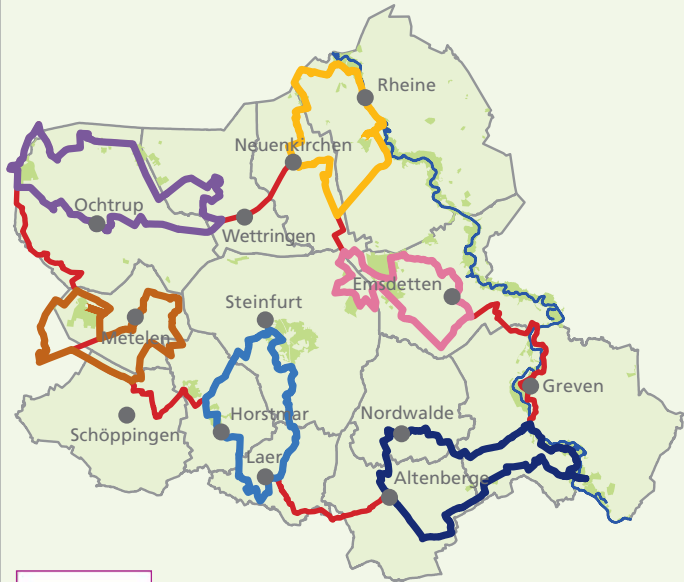 Rheine
Neuenkirchen
Ochtrup
Wettringen
Emsdetten
Steinfurt
Metelen
Greven
Horstmar
Nordwalde
Schöppingen
Laer
Altenberge